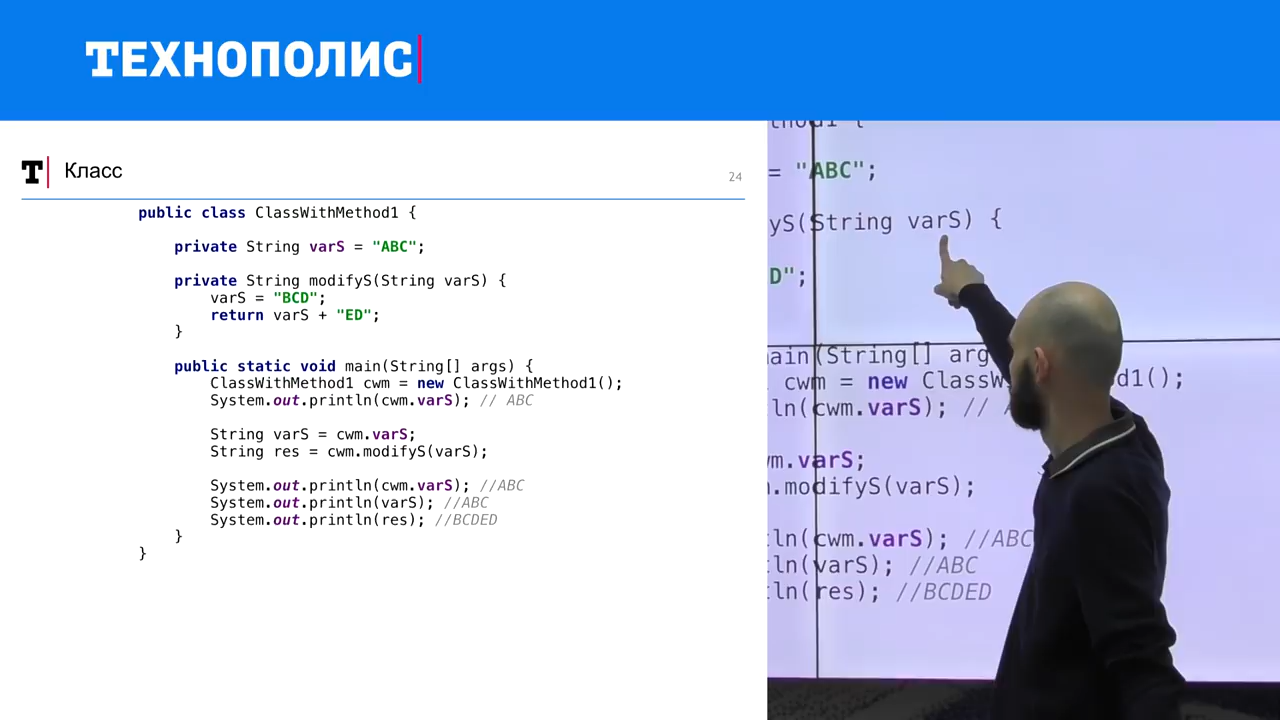 ТЕХНОПОЛИС
Т Класс
24
public class ClassWithMethod1 {
private String varS = "ABC";
private String modifyS(String varS) {
varS = "BCD";
return varS + "ED";
}
public static void main(String[] args) {
ClassWithMethod1 cwm = new ClassWithMethod1();
System.out.println(cwm.varS); // ABC
String varS = cwm.varS;
String res = cwm.modifyS(varS);
System.out.println(cwm.varS); //ABC
System.out.println(varS); //ABC
System.out.println(res); //BCDED
}
}
= "ABC";
yS(String varS) {
D";
ain(String[] arg
cwm = new ClassW d1();
ln(cwm.varS); //
m.varS;
.modifyS(varS);
ln(cwm.varS); //ABC
ln(varS); //ABC
ln(res); //BCDED